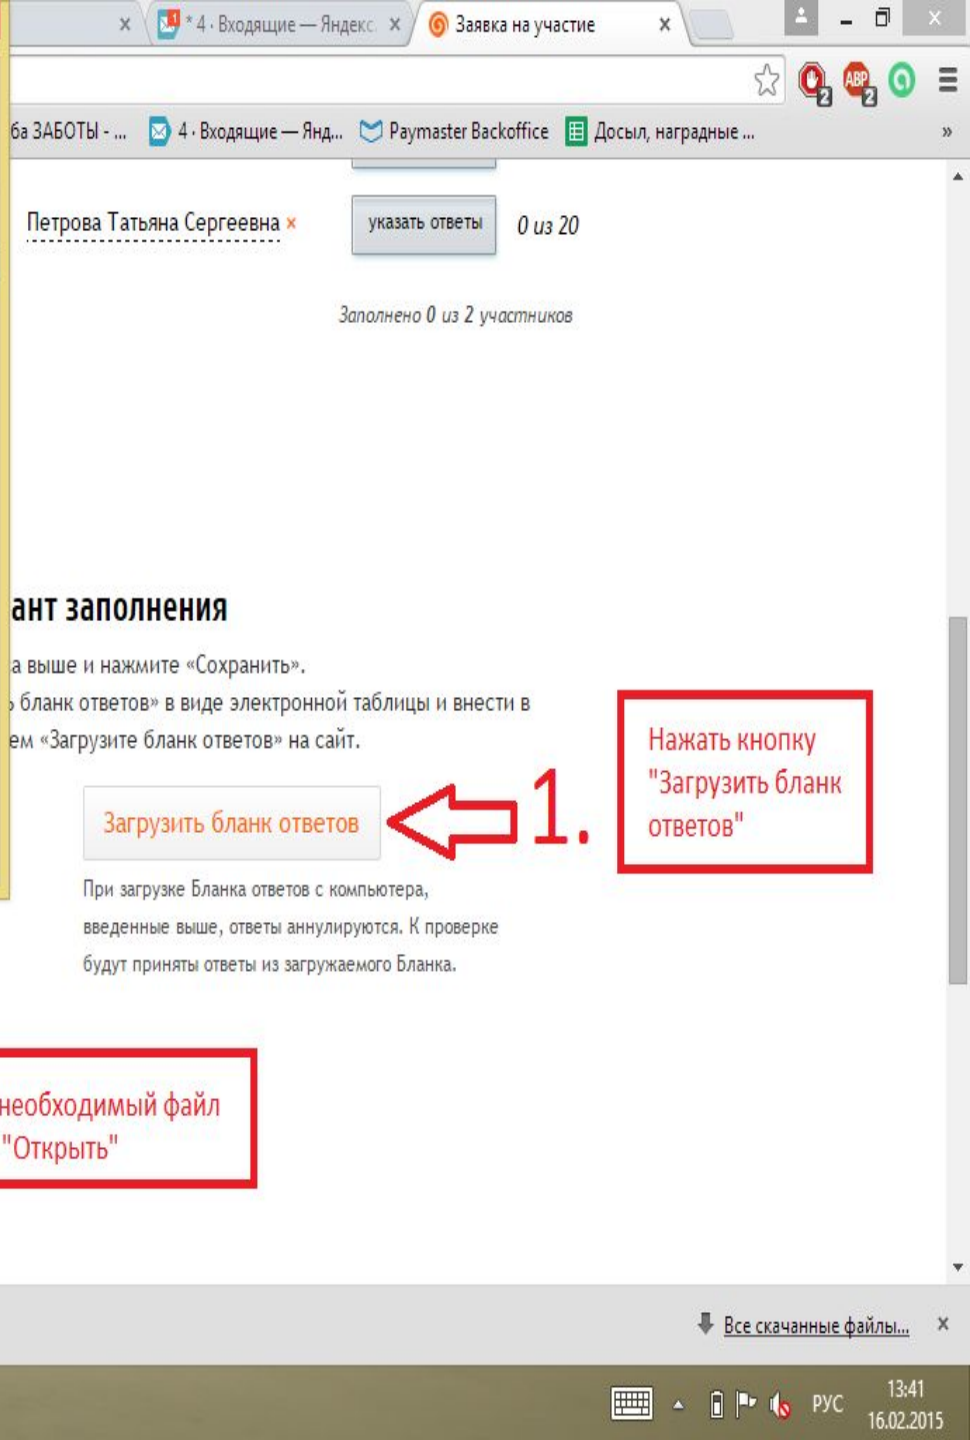 1 * 4 · Входящие — Яндекс. Заявка на участие
2 ABP 2
ба ЗАБОТЫ - ... 4 · Входящие — Янд... Paymaster Backoffice Досыл, наградные ... »
Петрова Татьяна Сергеевна × указать ответы 0 из 20
Заполнено 0 из 2 участников
ант заполнения
а выше и нажмите «Сохранить».
ь бланк ответов» в виде электронной таблицы и внести в
ем «Загрузите бланк ответов» на сайт.
Загрузить бланк ответов
1.
Нажать кнопку
"Загрузить бланк
ответов"
При загрузке Бланка ответов с компьютера,
введенные выше, ответы аннулируются. К проверке
будут приняты ответы из загружаемого Бланка.
необходимый файл
"Открыть"
Все скачанные файлы...
РУС 13:41
16.02.2015